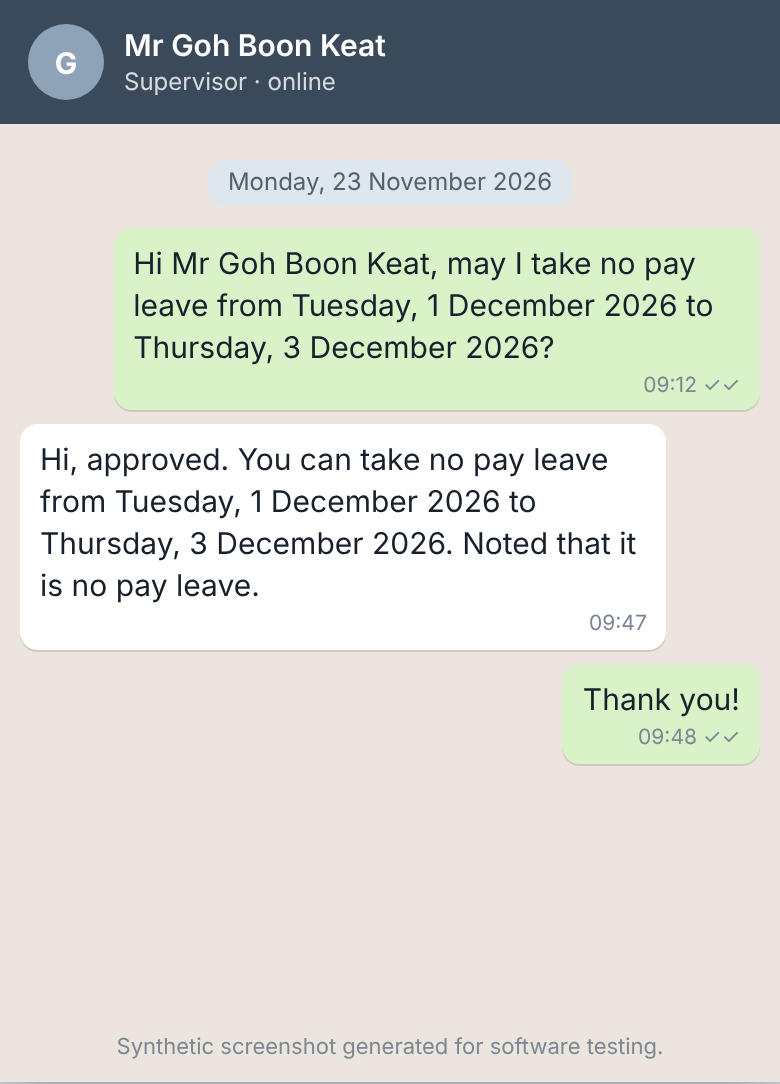 G
Mr Goh Boon Keat
Supervisor · online
Monday, 23 November 2026
Hi Mr Goh Boon Keat, may I take no pay
leave from Tuesday, 1 December 2026 to
Thursday, 3 December 2026?
09:12 ✓✓
Hi, approved. You can take no pay leave
from Tuesday, 1 December 2026 to
Thursday, 3 December 2026. Noted that it
is no pay leave.
09:47
Thank you!
09:48 ✓✓
Synthetic screenshot generated for software testing.